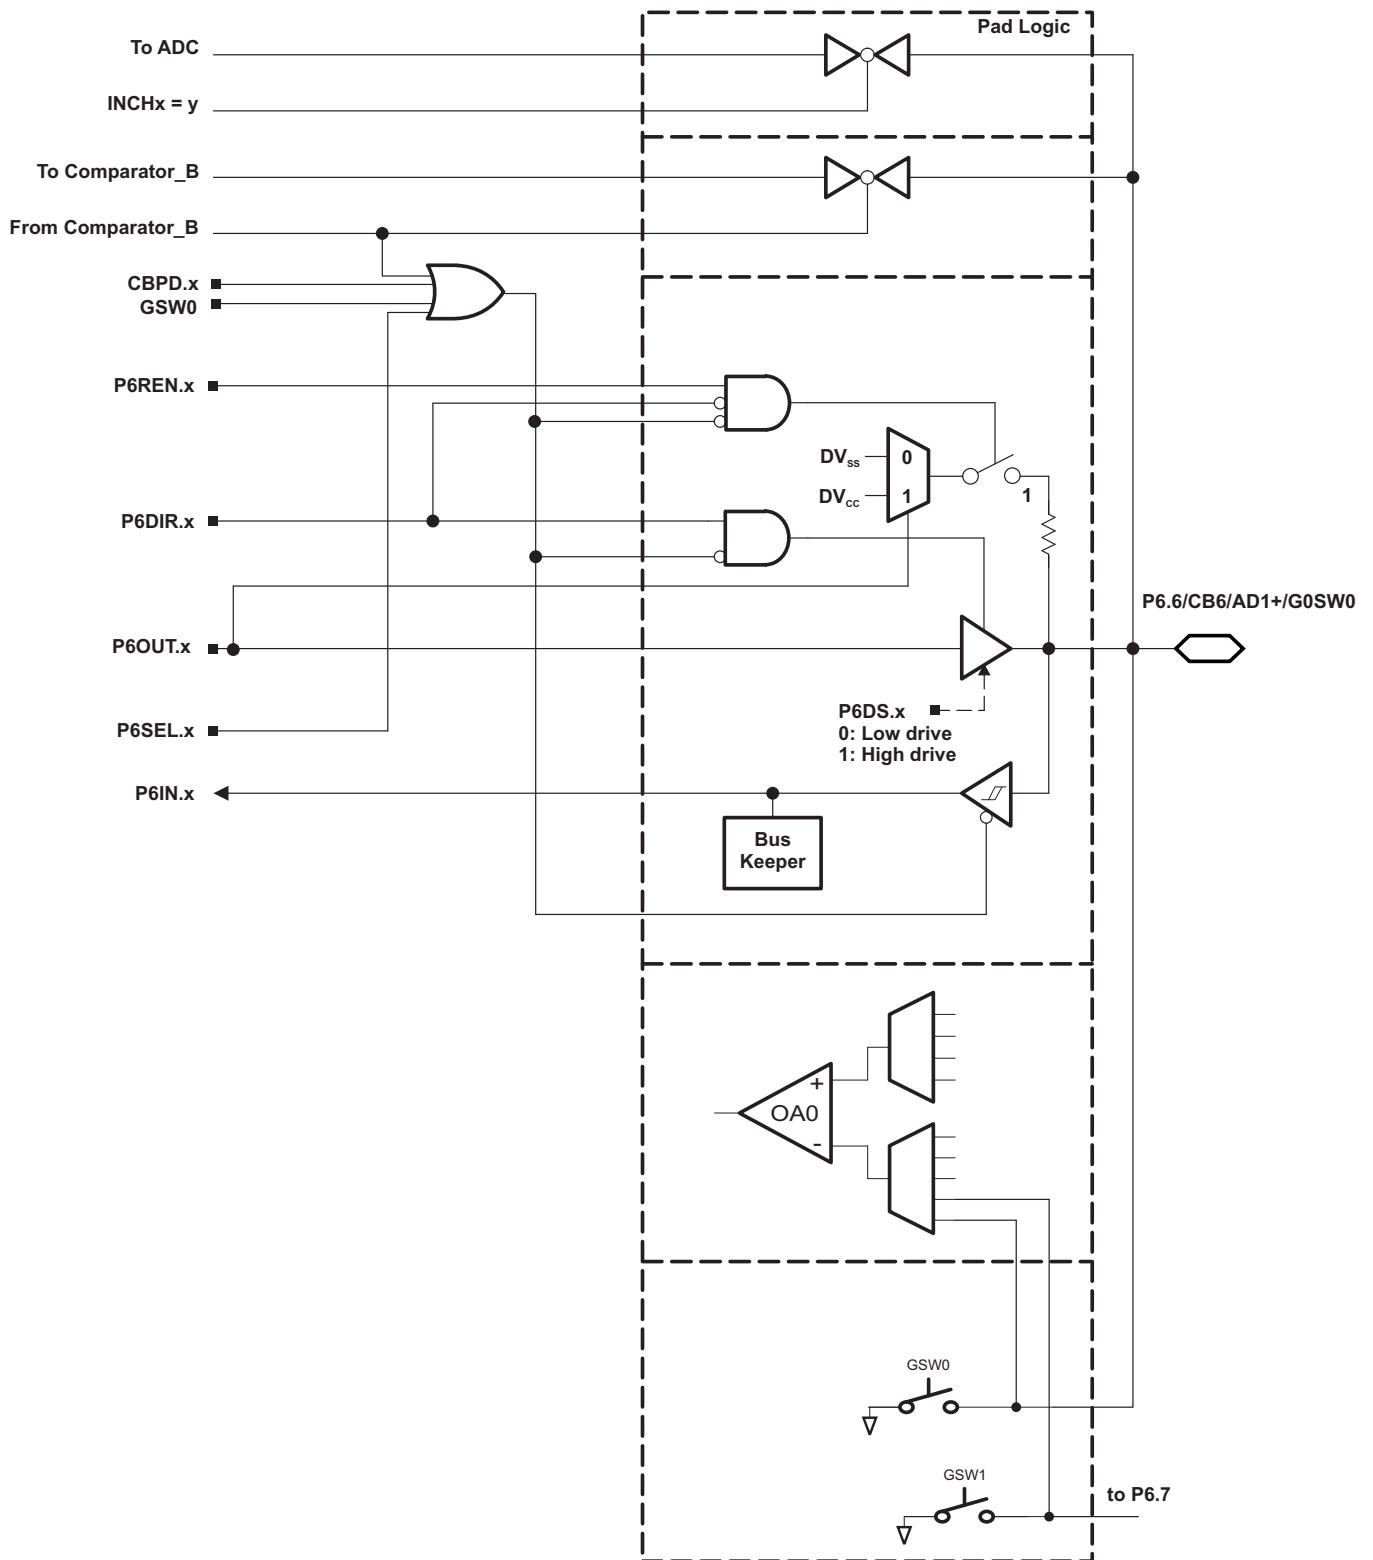 Pad Logic
To ADC
INCHx = y
To Comparator_B
From Comparator_B
CBPD.x
GSW0
P6REN.x
DVSS
0
DVCC
1
1
P6DIR.x
P6.6/CB6/AD1+/G0SW0
P6OUT.x
P6DS.x
0: Low drive
1: High drive
P6SEL.x
P6IN.x
Bus
Keeper
+
OA0
-
GSW0
GSW1
to P6.7